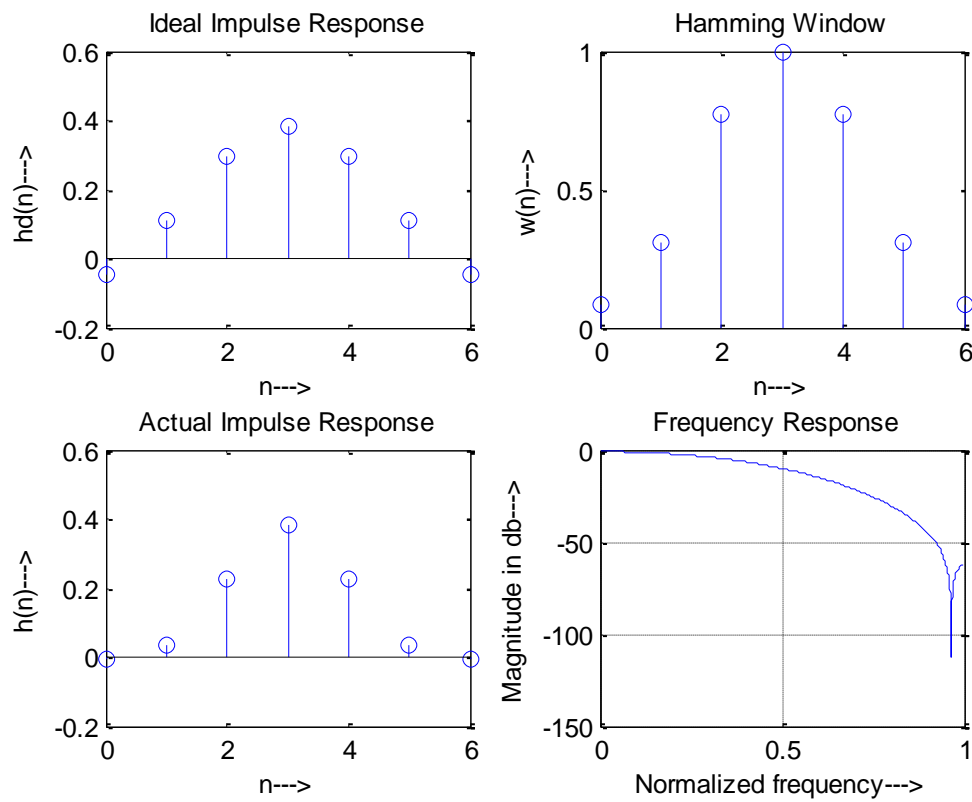 Ideal Impulse Response
0.6
0.4
0.2
0
-0.2
hd(n)--->
0
2
4
6
n--->
Hamming Window
1
0.5
0
w(n)--->
0
2
4
6
n--->
Actual Impulse Response
0.6
0.4
0.2
0
-0.2
h(n)--->
0
2
4
6
n--->
Frequency Response
0
-50
-100
-150
Magnitude in db--->
0
0.5
1
Normalized frequency--->